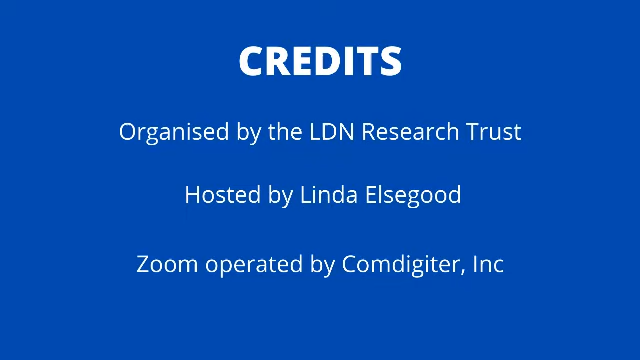 CREDITS
Organised by the LDN Research Trust
Hosted by Linda Elsegood
Zoom operated by Comdigiter, Inc